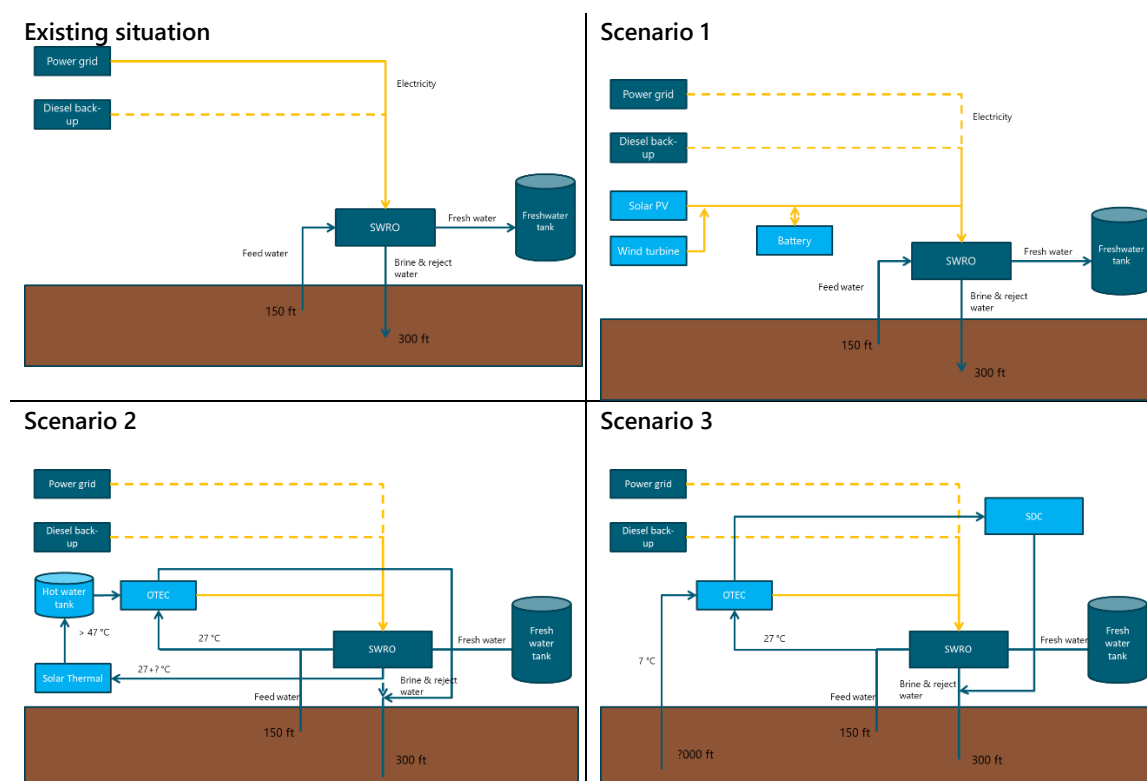 Existing situation
Power grid
Electricity
Diesel back-
up
SWRO
Fresh water
Freshwater
tank
Feed water
Brine & reject
water
150 ft
300 ft
Scenario 1
Power grid
Electricity
Diesel back-
up
Solar PV
Wind turbine
Battery
SWRO
Fresh water
Freshwater
tank
Feed water
Brine & reject
water
150 ft
300 ft
Scenario 2
Power grid
Diesel back-
up
Hot water
tank
OTEC
> 47 °C
27 °C
Solar Thermal
27+? °C
SWRO
Fresh water
Fresh
water
tank
Brine & reject
water
Feed water
150 ft
300 ft
Scenario 3
Power grid
SDC
Diesel back-
up
OTEC
7 °C
27 °C
SWRO
Fresh water
Fresh
water
tank
Brine & reject
water
Feed water
150 ft
?000 ft
300 ft